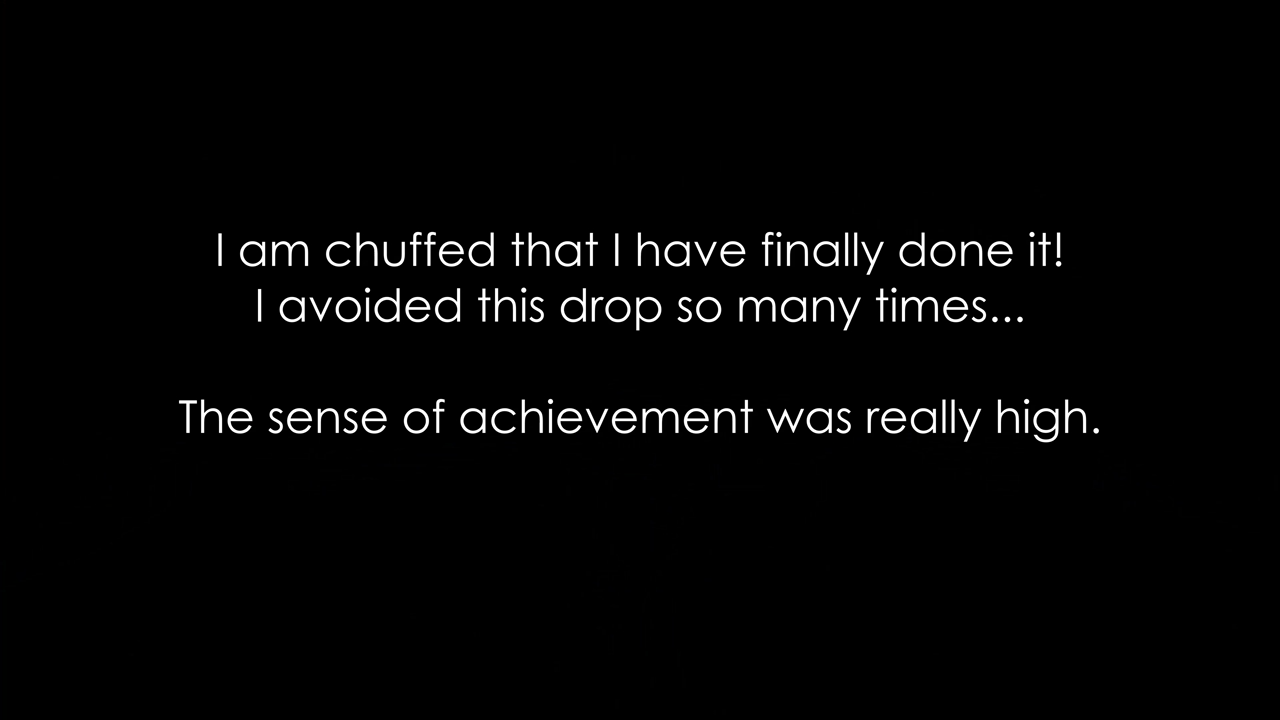 I am chuffed that I have finally done it!
I avoided this drop so many times...
The sense of achievement was really high.